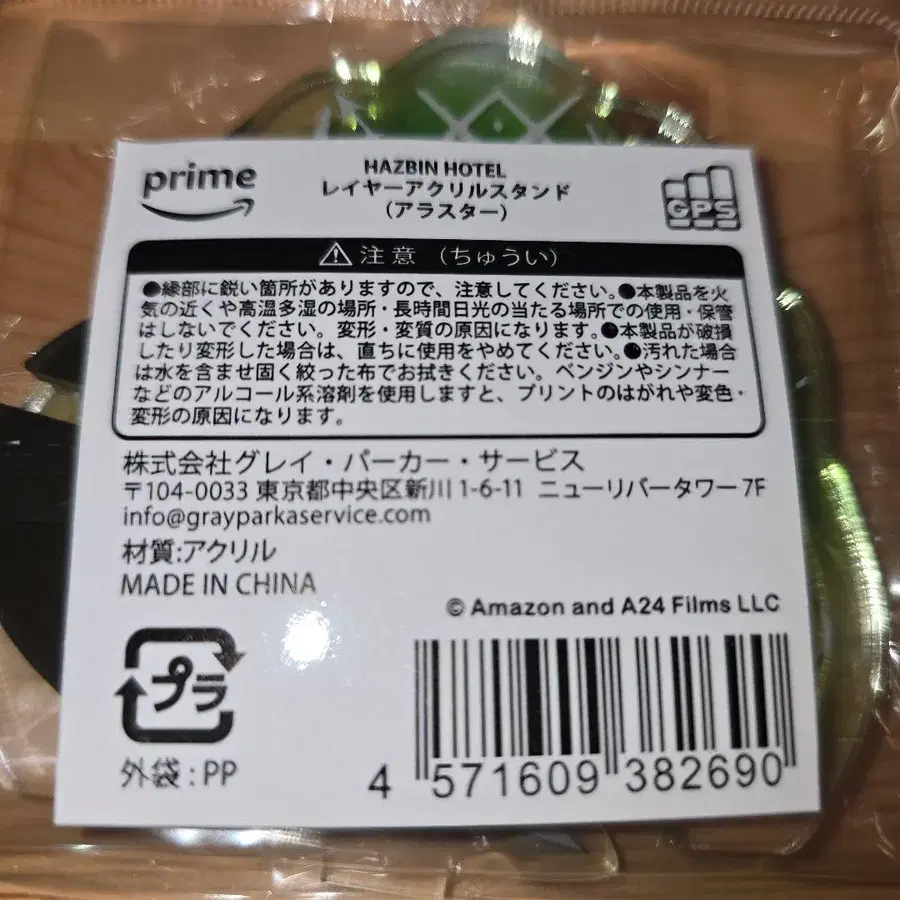 prime
HAZBIN HOTEL
レイヤーアクリルスタンド
(アラスター)
GPS
注意（ちゅうい）
●縁部に鋭い箇所がありますので、注意してください。●本製品を火
気の近くや高温多湿の場所・長時間日光の当たる場所での使用・保管
はしないでください。変形・変質の原因になります。●本製品が破損
したり変形した場合は、直ちに使用をやめてください。●汚れた場合
は水を含ませ固く絞った布でお拭きください。ベンジンやシンナー
などのアルコール系溶剤を使用しますと、プリントのはがれや変色・
変形の原因になります。
株式会社グレイ・パーカー・サービス
〒104-0033 東京都中央区新川 1-6-11 ニューリバータワー 7F
info@grayparkaservice.com
材質:アクリル
MADE IN CHINA
© Amazon and A24 Films LLC
プラ
外袋 : PP
4 571609 382690